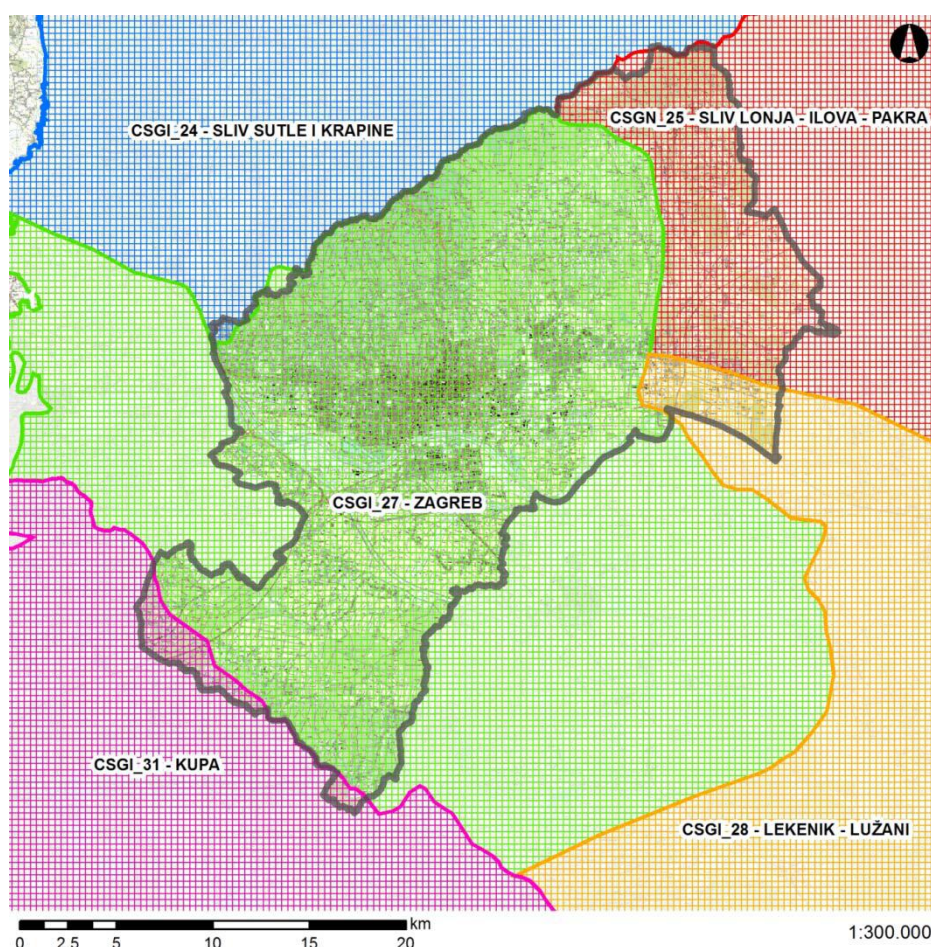 CSGI_24 - SLIV SUTLE I KRAPINE
CSGN_25 - SLIV LONJA - ILOVA - PAKRA
CSGI_27 - ZAGREB
CSGI_31 - KUPA
CSGI_28 - LEKENIK - LUŽANI
km
0 2.5 5 10 15 20
1:300.000